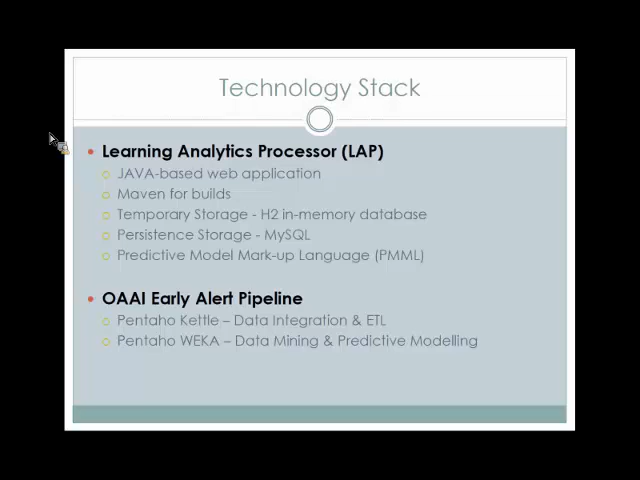 Technology Stack
Learning Analytics Processor (LAP)
JAVA-based web application
Maven for builds
Temporary Storage - H2 in-memory database
Persistence Storage - MySQL
Predictive Model Mark-up Language (PMML)
OAAI Early Alert Pipeline
Pentaho Kettle – Data Integration & ETL
Pentaho WEKA – Data Mining & Predictive Modelling